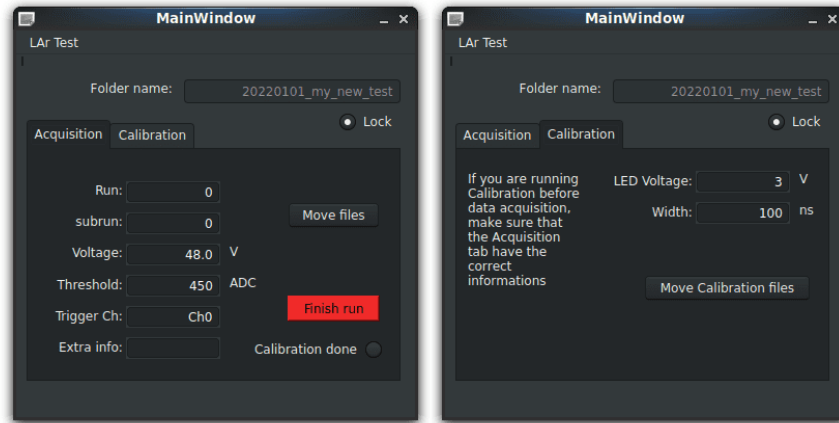 MainWindow
LAr Test
Folder name: 20220101_my_new_test
Lock
Acquisition Calibration
Run: 0
subrun: 0
Move files
Voltage: 48.0 V
Threshold: 450 ADC
Trigger Ch: Ch0
Finish run
Extra info:
Calibration done
MainWindow
LAr Test
Folder name: 20220101_my_new_test
Lock
Acquisition Calibration
If you are running
Calibration before
data acquisition,
make sure that
the Acquisition
tab have the
correct
informations
LED Voltage: 3 V
Width: 100 ns
Move Calibration files